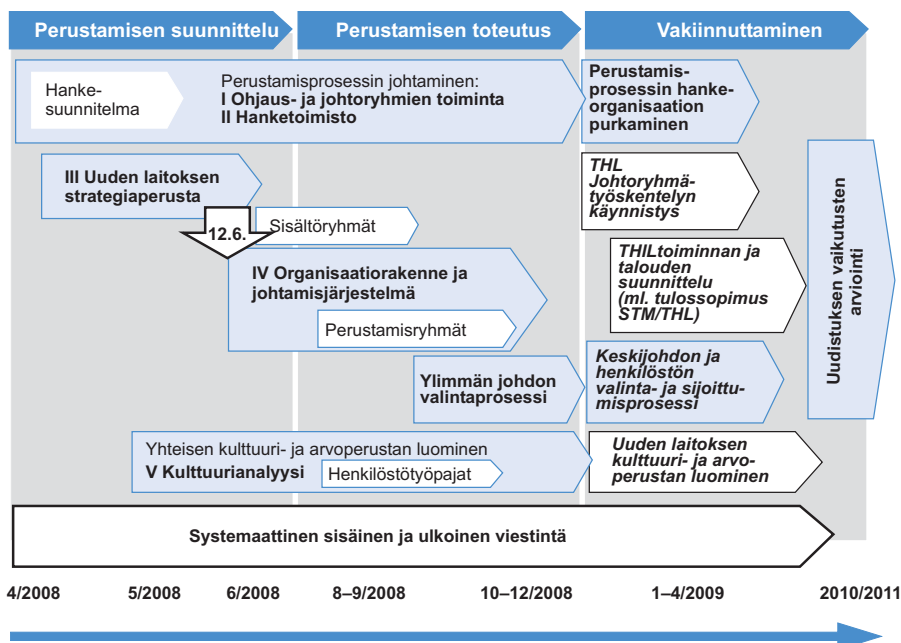 Perustamisen suunnittelu
Perustamisen toteutus
Vakiinnuttaminen
Hanke-
suunnitelma
Perustamisprosessin johtaminen:
I Ohjaus- ja johtoryhmien toiminta
II Hanketoimisto
Perustamis-
prosessin hanke-
organisaation
purkaminen
III Uuden laitoksen
strategiaperusta
THL
Johtoryhmä-
työskentelyn
käynnistys
12.6.
Sisältöryhmät
IV Organisaatiorakenne ja
johtamisjärjestelmä
Perustamisryhmät
THLtoiminnan ja
talouden
suunnittelu
(ml. tulossopimus
STM/THL)
Uudistuksen vaikutusten
arviointi
Ylimmän johdon
valintaprosessi
Keskijohdon ja
henkilöstön
valinta- ja sijoittu-
misprosessi
Yhteisen kulttuuri- ja arvoperustan luominen
V Kulttuurianalyysi
Henkilöstötyöpajat
Uuden laitoksen
kulttuuri- ja arvo-
perustan luominen
Systemaattinen sisäinen ja ulkoinen viestintä
4/2008 5/2008 6/2008 8–9/2008 10–12/2008 1–4/2009 2010/2011